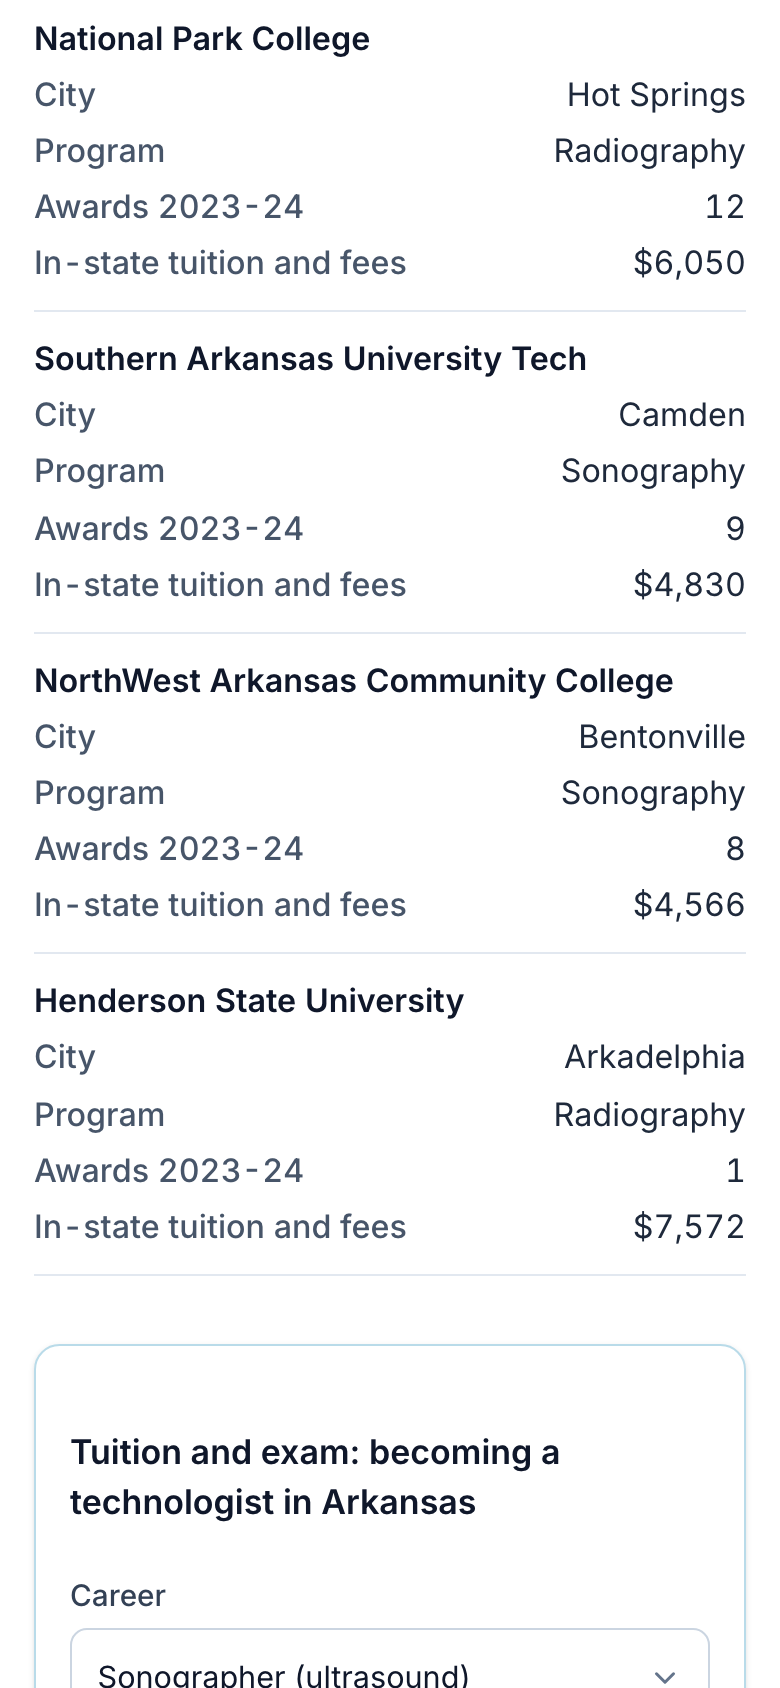 National Park College
City Hot Springs
Program Radiography
Awards 2023-24 12
In-state tuition and fees $6,050
Southern Arkansas University Tech
City Camden
Program Sonography
Awards 2023-24 9
In-state tuition and fees $4,830
NorthWest Arkansas Community College
City Bentonville
Program Sonography
Awards 2023-24 8
In-state tuition and fees $4,566
Henderson State University
City Arkadelphia
Program Radiography
Awards 2023-24 1
In-state tuition and fees $7,572
Tuition and exam: becoming a
technologist in Arkansas
Career
Sonographer (ultrasound)